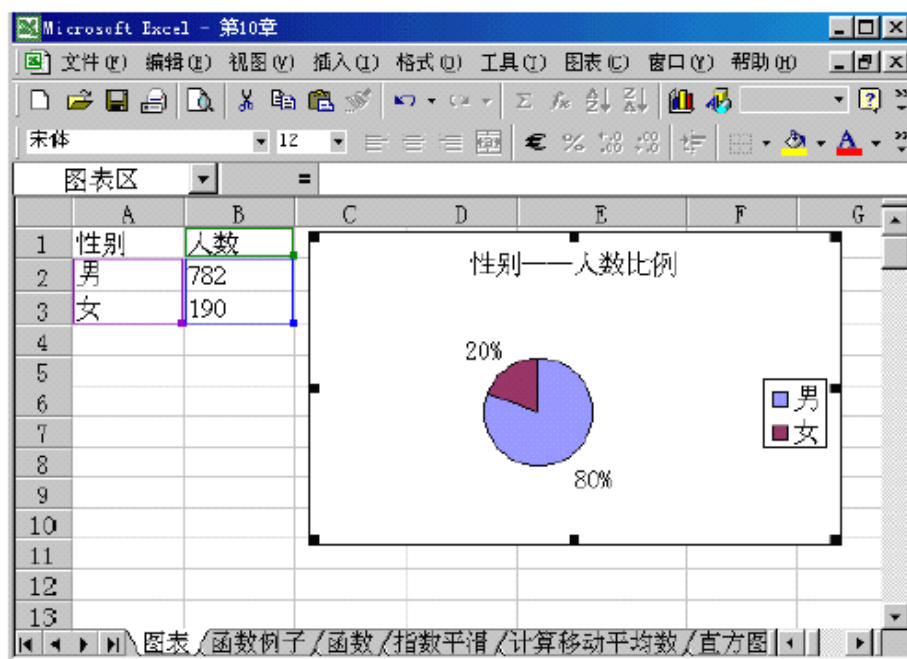 Microsoft Excel - 第10章
文件(F) 编辑(E) 视图(V) 插入(I) 格式(O) 工具(T) 图表(C) 窗口(W) 帮助(H)
宋体 12
图表区 =
A B C D E F G
1 性别 人数
2 男 782
3 女 190
4
5
6
7
8
9
10
11
12
13
性别——人数比例
20%
80%
男
女
图表 函数例子 函数 指数平滑 计算移动平均数 直方图